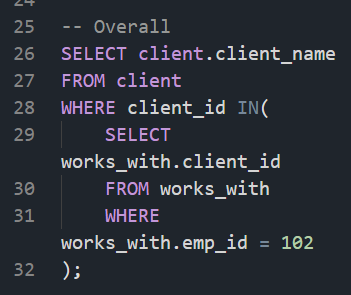 25 -- Overall
26 SELECT client.client_name
27 FROM client
28 WHERE client_id IN(
29 SELECT
works_with.client_id
30 FROM works_with
31 WHERE
works_with.emp_id = 102
32 );